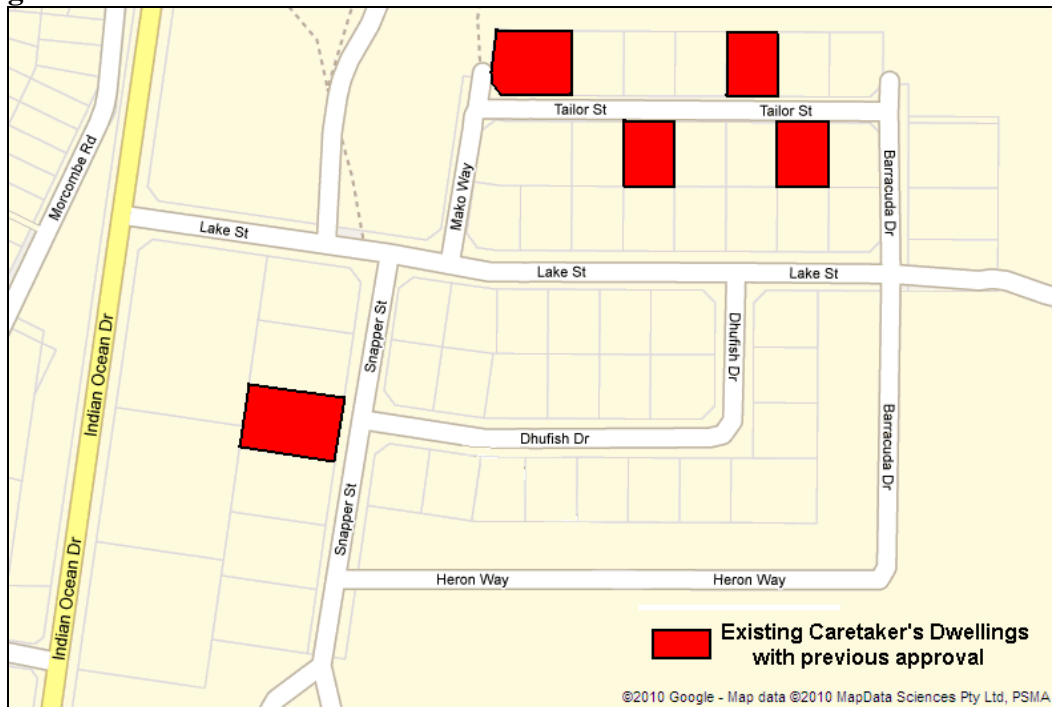 g
Tailor St
Tailor St
Morcombe Rd
Mako Way
Barracuda Dr
Lake St
Lake St
Lake St
Snapper St
Indian Ocean Dr
Dhufish Dr
Barracuda Dr
Dhufish Dr
Snapper St
Indian Ocean Dr
Heron Way
Heron Way
Existing Caretaker's Dwellings
with previous approval
©2010 Google - Map data ©2010 MapData Sciences Pty Ltd, PSMA